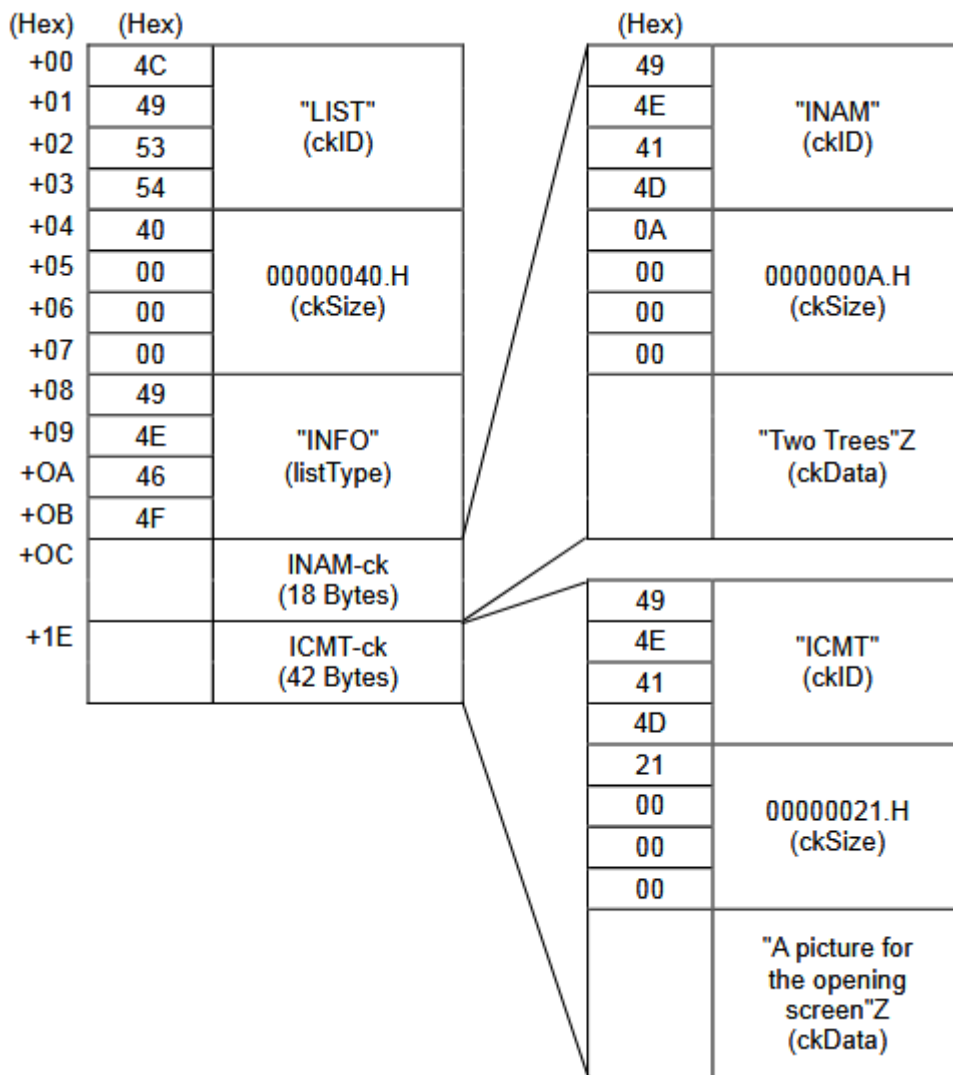 (Hex) (Hex)
+00 4C
+01 49
+02 53
+03 54
"LIST"
(ckID)
+04 40
+05 00
+06 00
+07 00
00000040.H
(ckSize)
+08 49
+09 4E
+OA 46
+OB 4F
"INFO"
(listType)
+OC
INAM-ck
(18 Bytes)
+1E
ICMT-ck
(42 Bytes)
(Hex)
49
4E
41
4D
"INAM"
(ckID)
0A
00
00
00
0000000A.H
(ckSize)
"Two Trees"Z
(ckData)
49
4E
41
4D
"ICMT"
(ckID)
21
00
00
00
00000021.H
(ckSize)
"A picture for
the opening
screen"Z
(ckData)